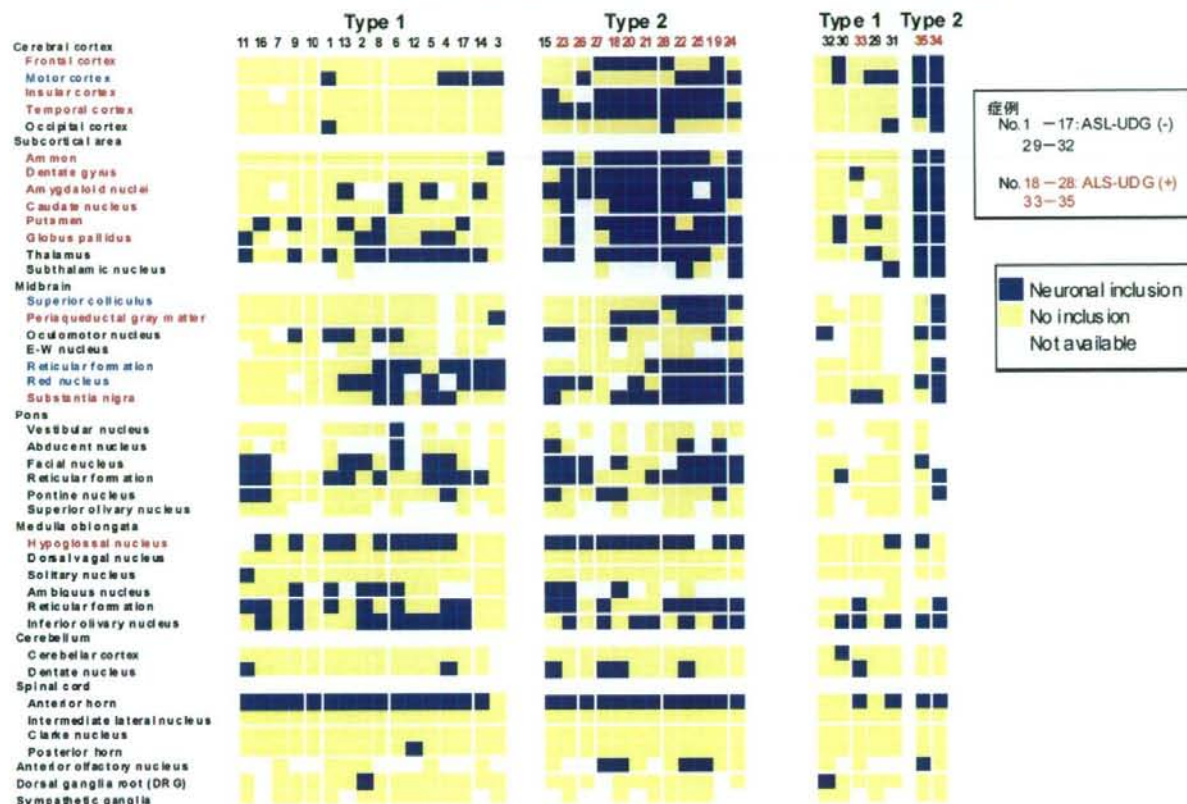 Type 1 Type 2 Type 1 Type 2
11 16 7 9 10 1 13 2 8 6 12 5 4 17 14 3 15 23 26 27 18 20 21 28 22 25 19 24 32 30 33 29 31 35 34
Cerebral cortex
Frontal cortex
Motor cortex
Insular cortex
Temporal cortex
Occipital cortex
Subcortical area
Ammon
Dentate gyrus
Amygdaloid nuclei
Caudate nucleus
Putamen
Globus pallidus
Thalamus
Subthalamic nucleus
Midbrain
Superior colliculus
Periaqueductal gray matter
Oculomotor nucleus
E-W nucleus
Reticular formation
Red nucleus
Substantia nigra
Pons
Vestibular nucleus
Abducent nucleus
Facial nucleus
Reticular formation
Pontine nucleus
Superior olivary nucleus
Medulla oblongata
Hypoglossal nucleus
Dorsal vagal nucleus
Solitary nucleus
Ambiguus nucleus
Reticular formation
Inferior olivary nucleus
Cerebellum
Cerebellar cortex
Dentate nucleus
Spinal cord
Anterior horn
Intermediate lateral nucleus
Clarke nucleus
Posterior horn
Anterior olfactory nucleus
Dorsal ganglia root (DRG)
Sympathetic ganglia
症例
No.1 －17:ASL-UDG (-)
29－32
No. 18－28: ALS-UDG (+)
33－35
Neuronal inclusion
No inclusion
Not available